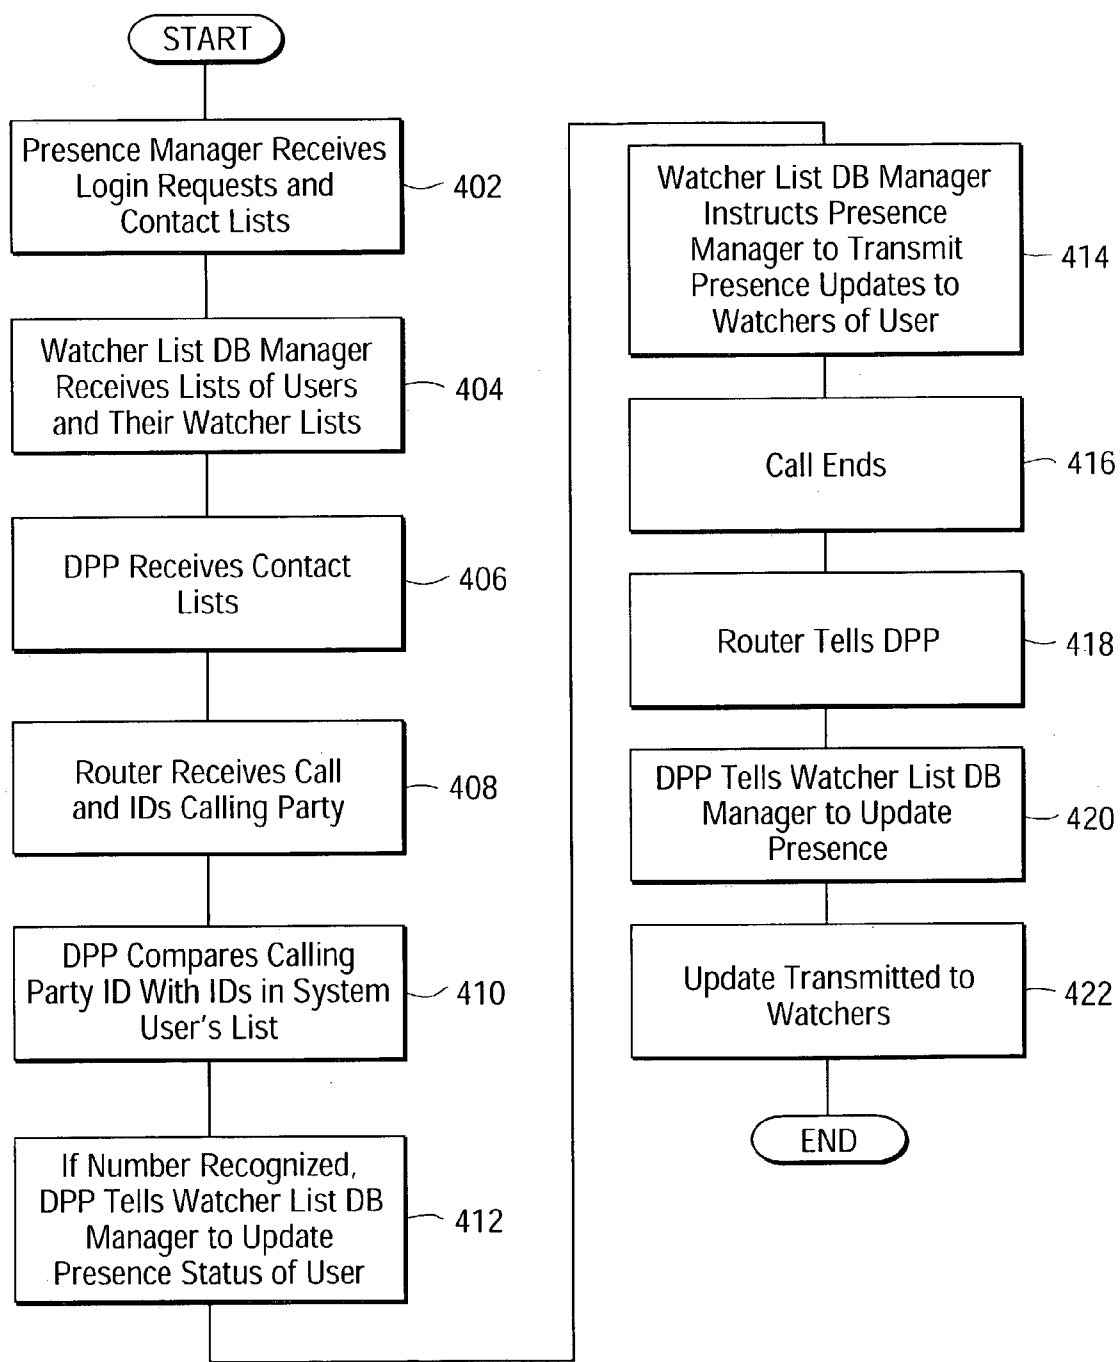 START
Presence Manager Receives
Login Requests and
Contact Lists
402
Watcher List DB Manager
Receives Lists of Users
and Their Watcher Lists
404
DPP Receives Contact
Lists
406
Router Receives Call
and IDs Calling Party
408
DPP Compares Calling
Party ID With IDs in System
User's List
410
If Number Recognized,
DPP Tells Watcher List DB
Manager to Update
Presence Status of User
412
Watcher List DB Manager
Instructs Presence
Manager to Transmit
Presence Updates to
Watchers of User
414
Call Ends
416
Router Tells DPP
418
DPP Tells Watcher List DB
Manager to Update
Presence
420
Update Transmitted to
Watchers
422
END